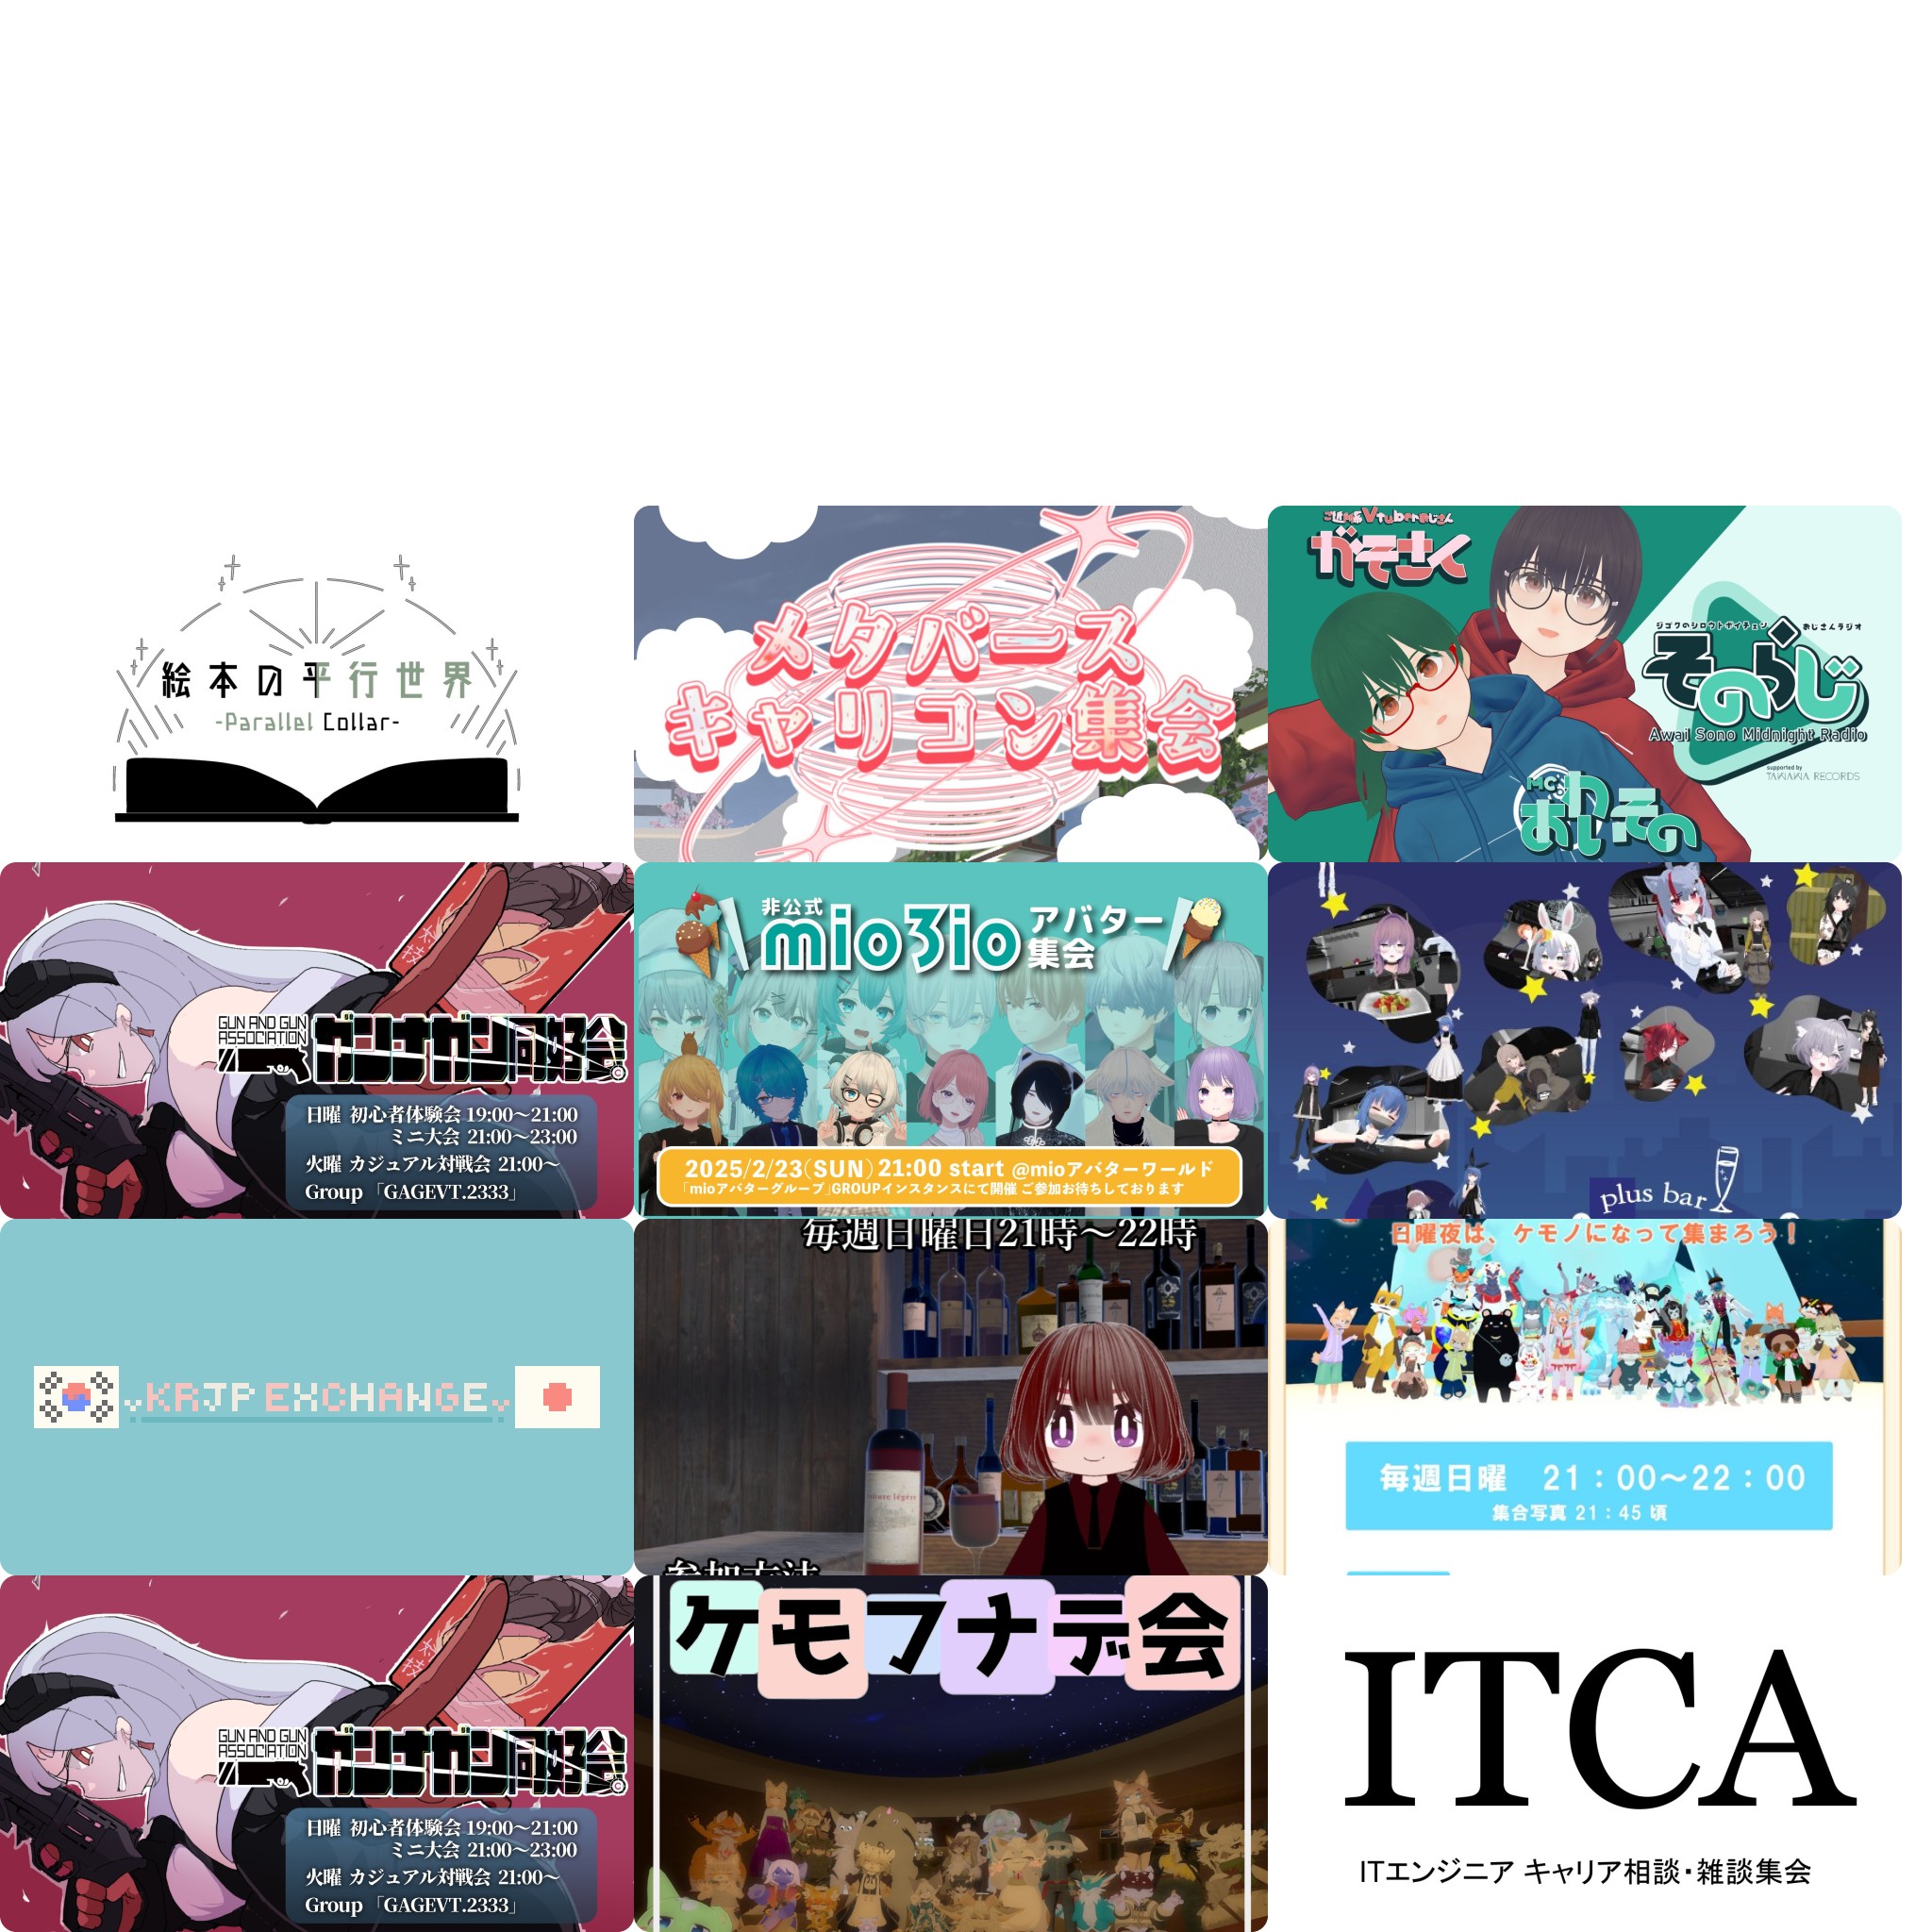 絵本の平行世界
-Parallel Collar-
メタバース
キャリコン集会
ご近所系Vtuberおじさん
がそさく
ジゴクのシロウトボイチェン おじさんラジオ
そのらじ
Awai Sono Midnight Radio
supported by
TAWAWA RECORDS
MC:
あわいその
GUN AND GUN
ASSOCIATION
ガンナガン同好会
日曜 初心者体験会 19:00～21:00
ミニ大会 21:00～23:00
火曜 カジュアル対戦会 21:00～
Group「GAGEVT.2333」
非公式
mio3io アバター
集会
2025/2/23(SUN) 21:00 start @mioアバターワールド
「mioアバターグループ」GROUPインスタンスにて開催 ご参加お待ちしております
plus bar
KRJP EXCHANGE
毎週日曜日21時～22時
参加方法
日曜夜は、ケモノになって集まろう！
毎週日曜 21：00～22：00
集合写真 21：45 頃
GUN AND GUN
ASSOCIATION
ガンナガン同好会
日曜 初心者体験会 19:00～21:00
ミニ大会 21:00～23:00
火曜 カジュアル対戦会 21:00～
Group「GAGEVT.2333」
ケモフナデ会
ITCA
ITエンジニア キャリア相談・雑談集会